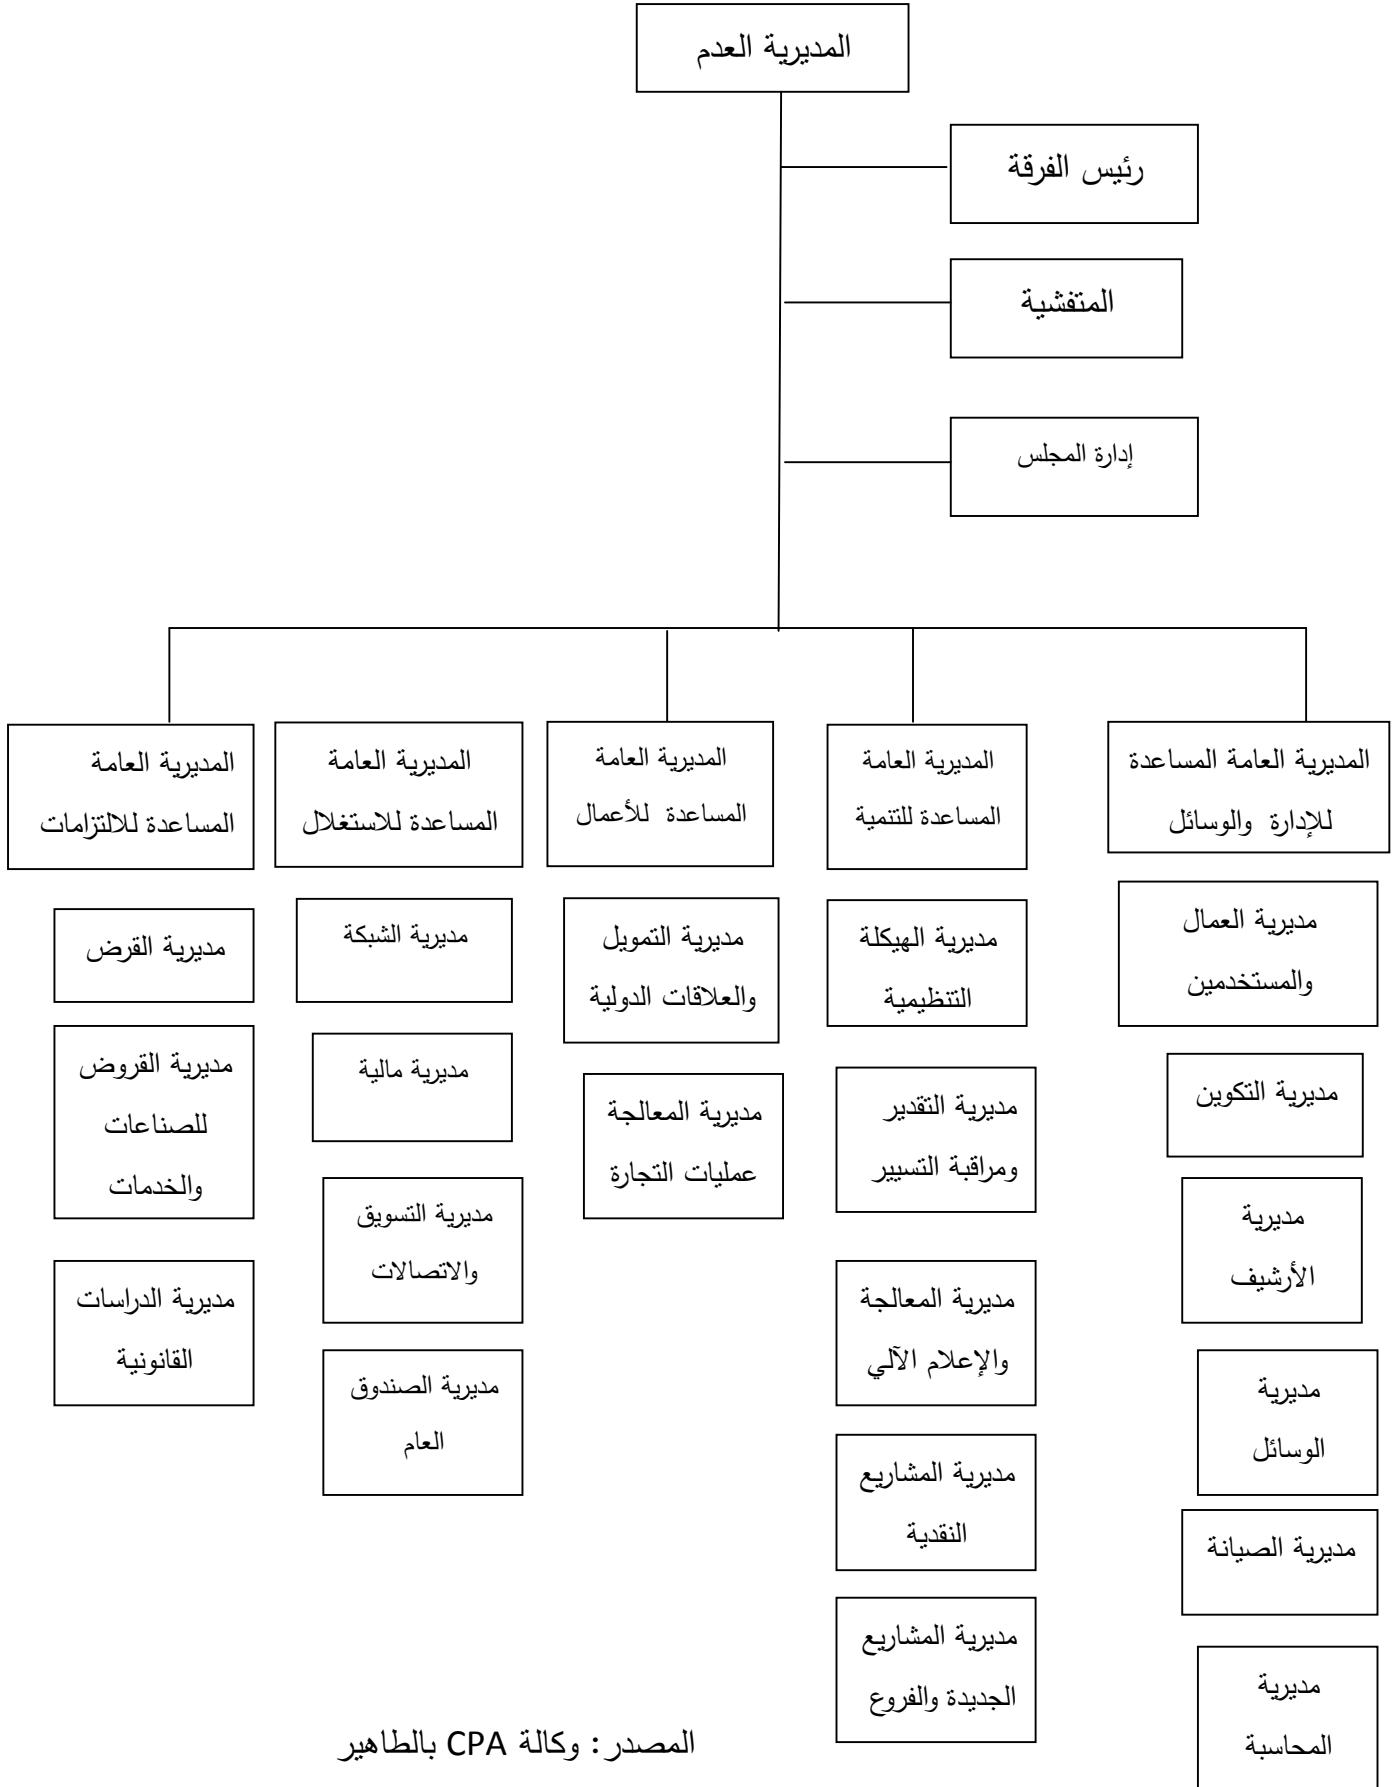 المديرية العدم
رئيس الفرقة
المتفشية
إدارة المجلس
المديرية العامة المساعدة
للإدارة والوسائل
مديرية العمال
والمستخدمين
مديرية التكوين
مديرية
الأرشيف
مديرية
الوسائل
مديرية الصيانة
مديرية
المحاسبة
المديرية العامة
المساعدة للتنمية
مديرية الهيكلة
التنظيمية
مديرية التقدير
ومراقبة التسيير
مديرية المعالجة
والإعلام الآلي
مديرية المشاريع
النقدية
مديرية المشاريع
الجديدة والفروع
المديرية العامة
المساعدة للأعمال
مديرية التمويل
والعلاقات الدولية
مديرية المعالجة
عمليات التجارة
المديرية العامة
المساعدة للاستغلال
مديرية الشبكة
مديرية مالية
مديرية التسويق
والاتصالات
مديرية الصندوق
العام
المديرية العامة
المساعدة للالتزامات
مديرية القرض
مديرية القروض
للصناعات
والخدمات
مديرية الدراسات
القانونية
المصدر: وكالة CPA بالطاهير